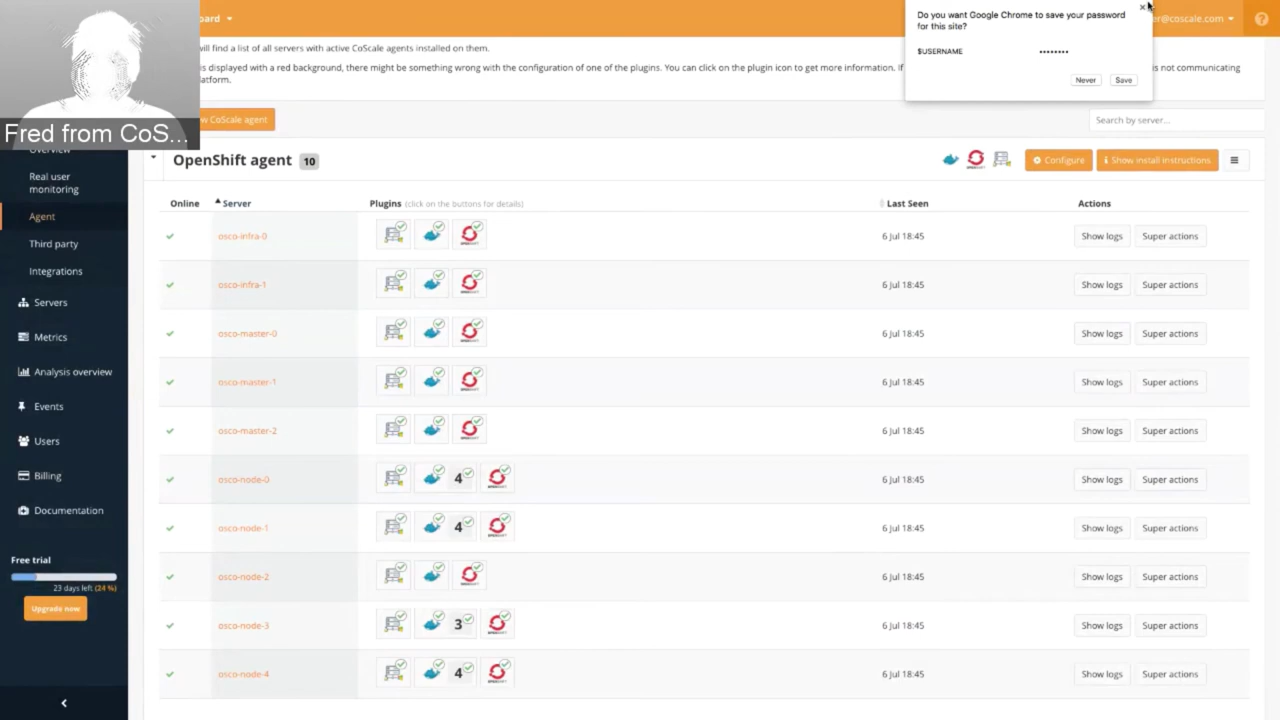 board
er@coscale.com
Do you want Google Chrome to save your password
for this site?
$USERNAME ••••••••
Never Save
will find a list of all servers with active CoScale agents installed on them.
is displayed with a red background, there might be something wrong with the configuration of one of the plugins. You can click on the plugin icon to get more information. If
is not communicating
latform.
Fred from CoS...
w CoScale agent
Search by server...
Overview
Real user
monitoring
Agent
Third party
Integrations
Servers
Metrics
Analysis overview
Events
Users
Billing
Documentation
Free trial
23 days left (24 %)
Upgrade now
OpenShift agent 10
Configure
Show install instructions
Online Server Plugins (click on the buttons for details) Last Seen Actions
osco-infra-0 6 Jul 18:45 Show logs Super actions
osco-infra-1 6 Jul 18:45 Show logs Super actions
osco-master-0 6 Jul 18:45 Show logs Super actions
osco-master-1 6 Jul 18:45 Show logs Super actions
osco-master-2 6 Jul 18:45 Show logs Super actions
osco-node-0 4 6 Jul 18:45 Show logs Super actions
osco-node-1 4 6 Jul 18:45 Show logs Super actions
osco-node-2 6 Jul 18:45 Show logs Super actions
osco-node-3 3 6 Jul 18:45 Show logs Super actions
osco-node-4 4 6 Jul 18:45 Show logs Super actions